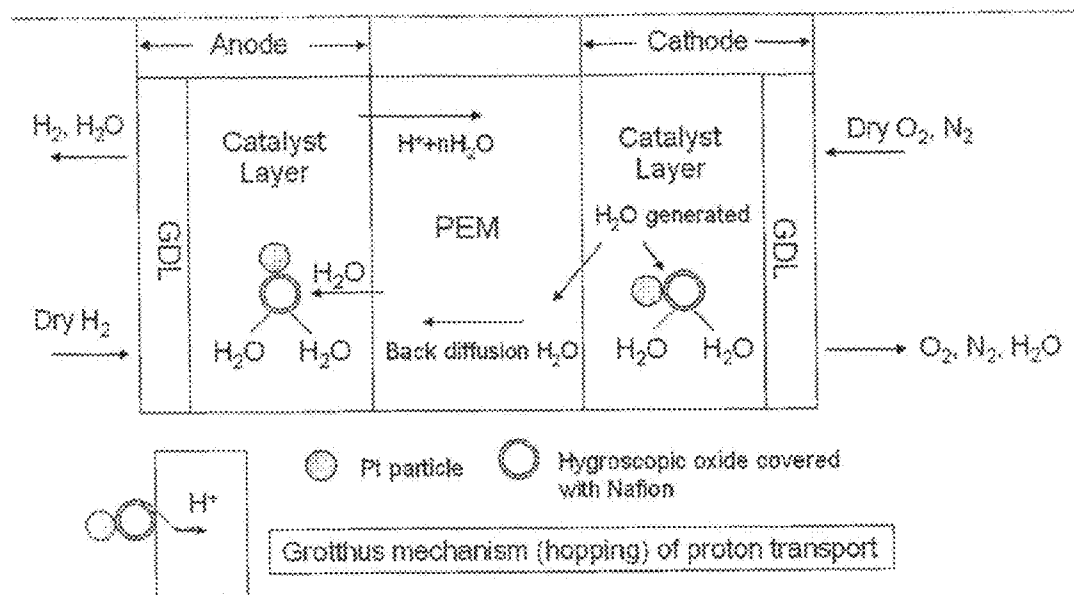 Anode
Cathode
H₂, H₂O
Catalyst
Layer
H⁺+nH₂O
Catalyst
Layer
Dry O₂, N₂
GDL
PEM
H₂O generated
GDL
H₂O
Dry H₂
H₂O H₂O
Back diffusion H₂O
H₂O H₂O
O₂, N₂, H₂O
Pt particle
Hygroscopic oxide covered
with Nafion
H⁺
Grotthus mechanism (hopping) of proton transport